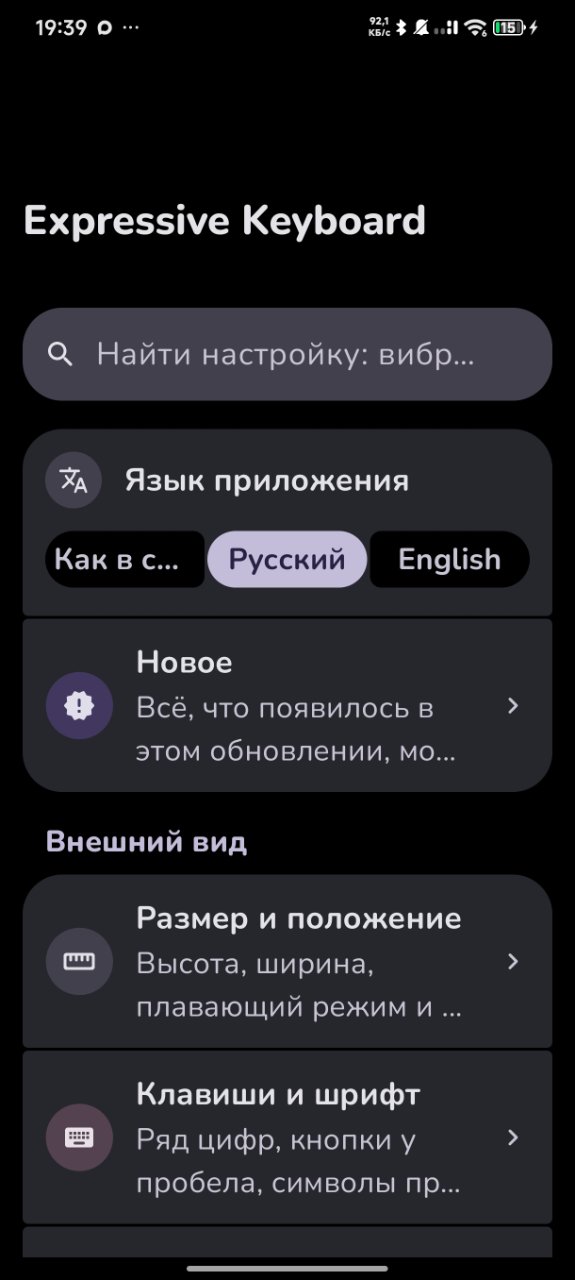 19:39 ...
92,1
КБ/с
6
15
Expressive Keyboard
Найти настройку: вибр...
Язык приложения
Как в с...
Русский
English
Новое
Всё, что появилось в
этом обновлении, мо...
Внешний вид
Размер и положение
Высота, ширина,
плавающий режим и ...
Клавиши и шрифт
Ряд цифр, кнопки у
пробела, символы пр...